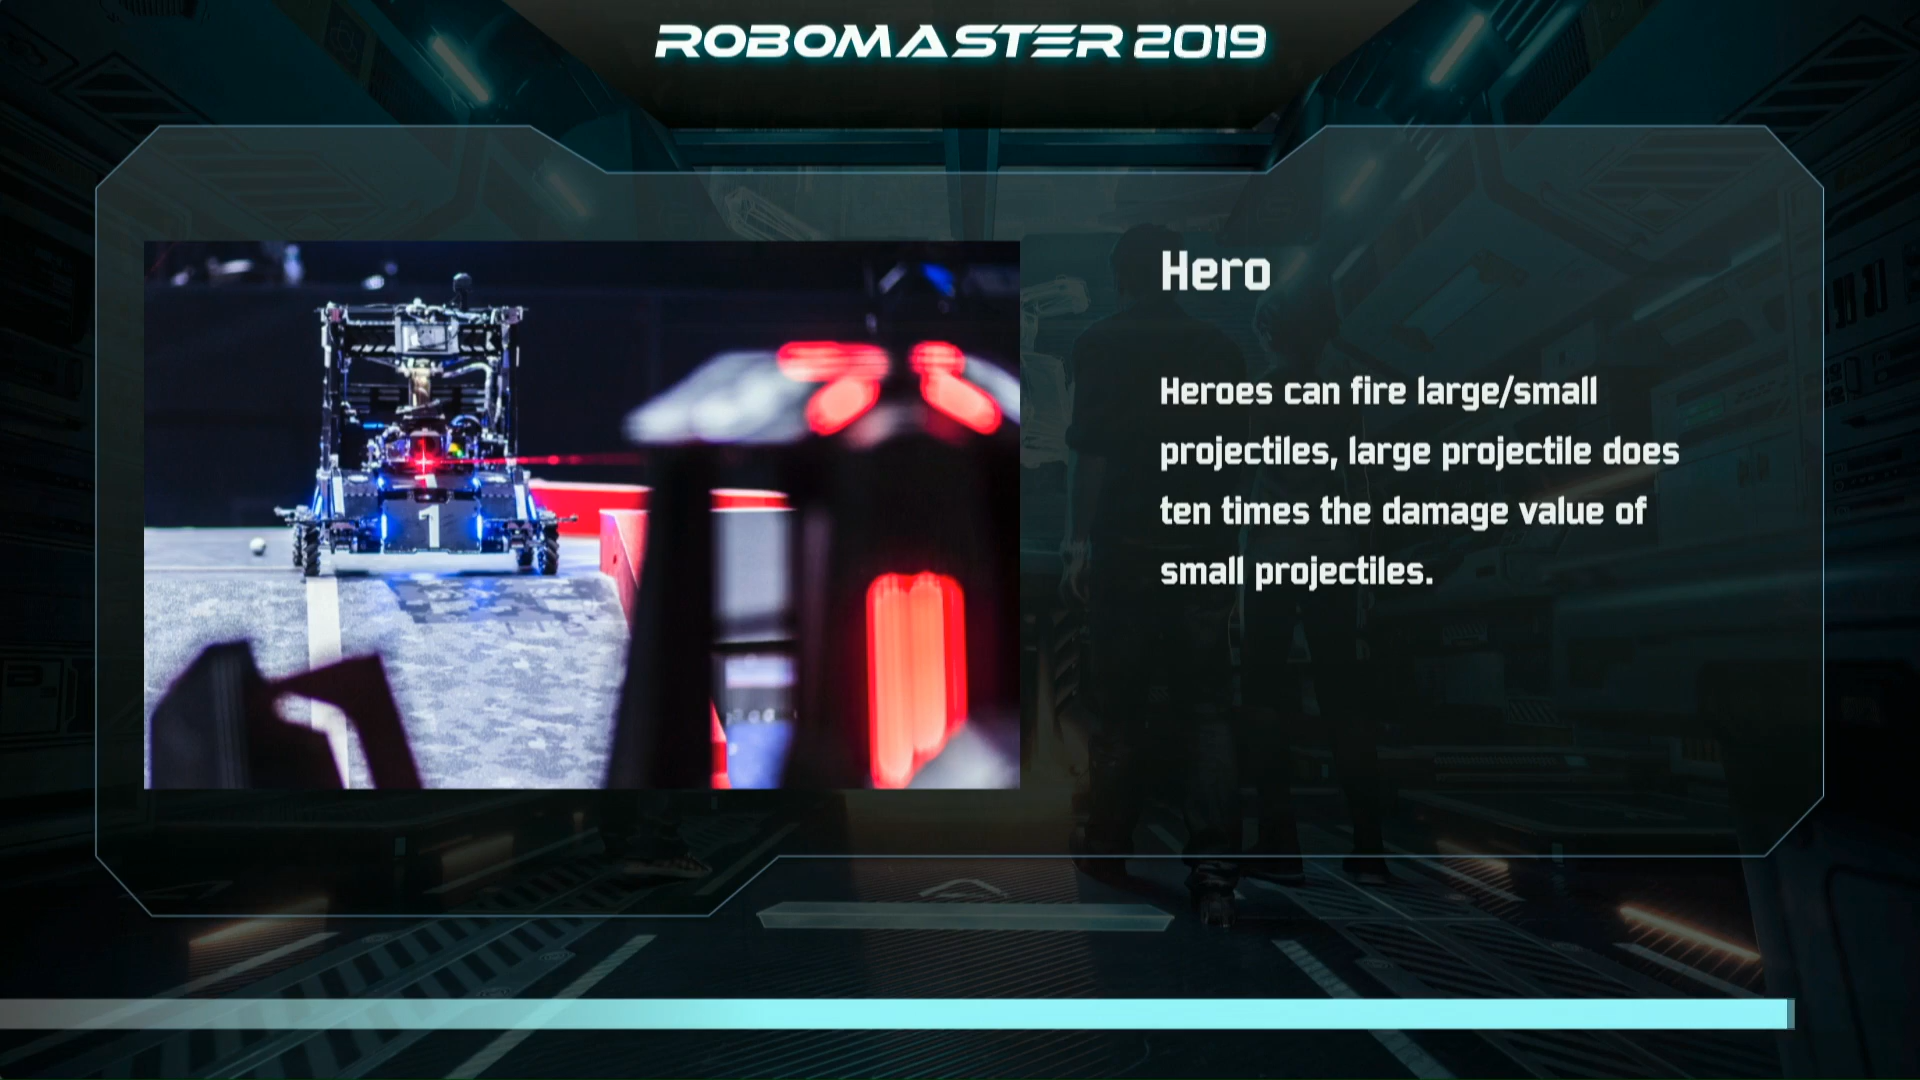 ROBOMASTER 2019
Hero
Heroes can fire large/small
projectiles, large projectile does
ten times the damage value of
small projectiles.
1